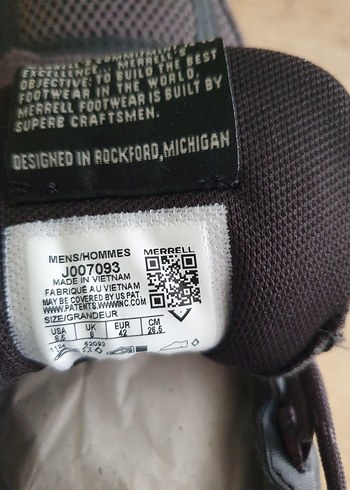 EXCELLENCE. MERRELL'S
OBJECTIVE: TO BUILD THE BEST
FOOTWEAR IN THE WORLD.
MERRELL FOOTWEAR IS BUILT BY
SUPERB CRAFTSMEN.
DESIGNED IN ROCKFORD, MICHIGAN
MENS/HOMMES MERRELL
J007093
MADE IN VIETNAM
FABRIQUÉ AU VIETNAM
MAY BE COVERED BY US PAT.
WWW.PATENTS.WWWINC.COM
SIZE/GRANDEUR
USA UK EUR CM
8.5 8 42 26.5